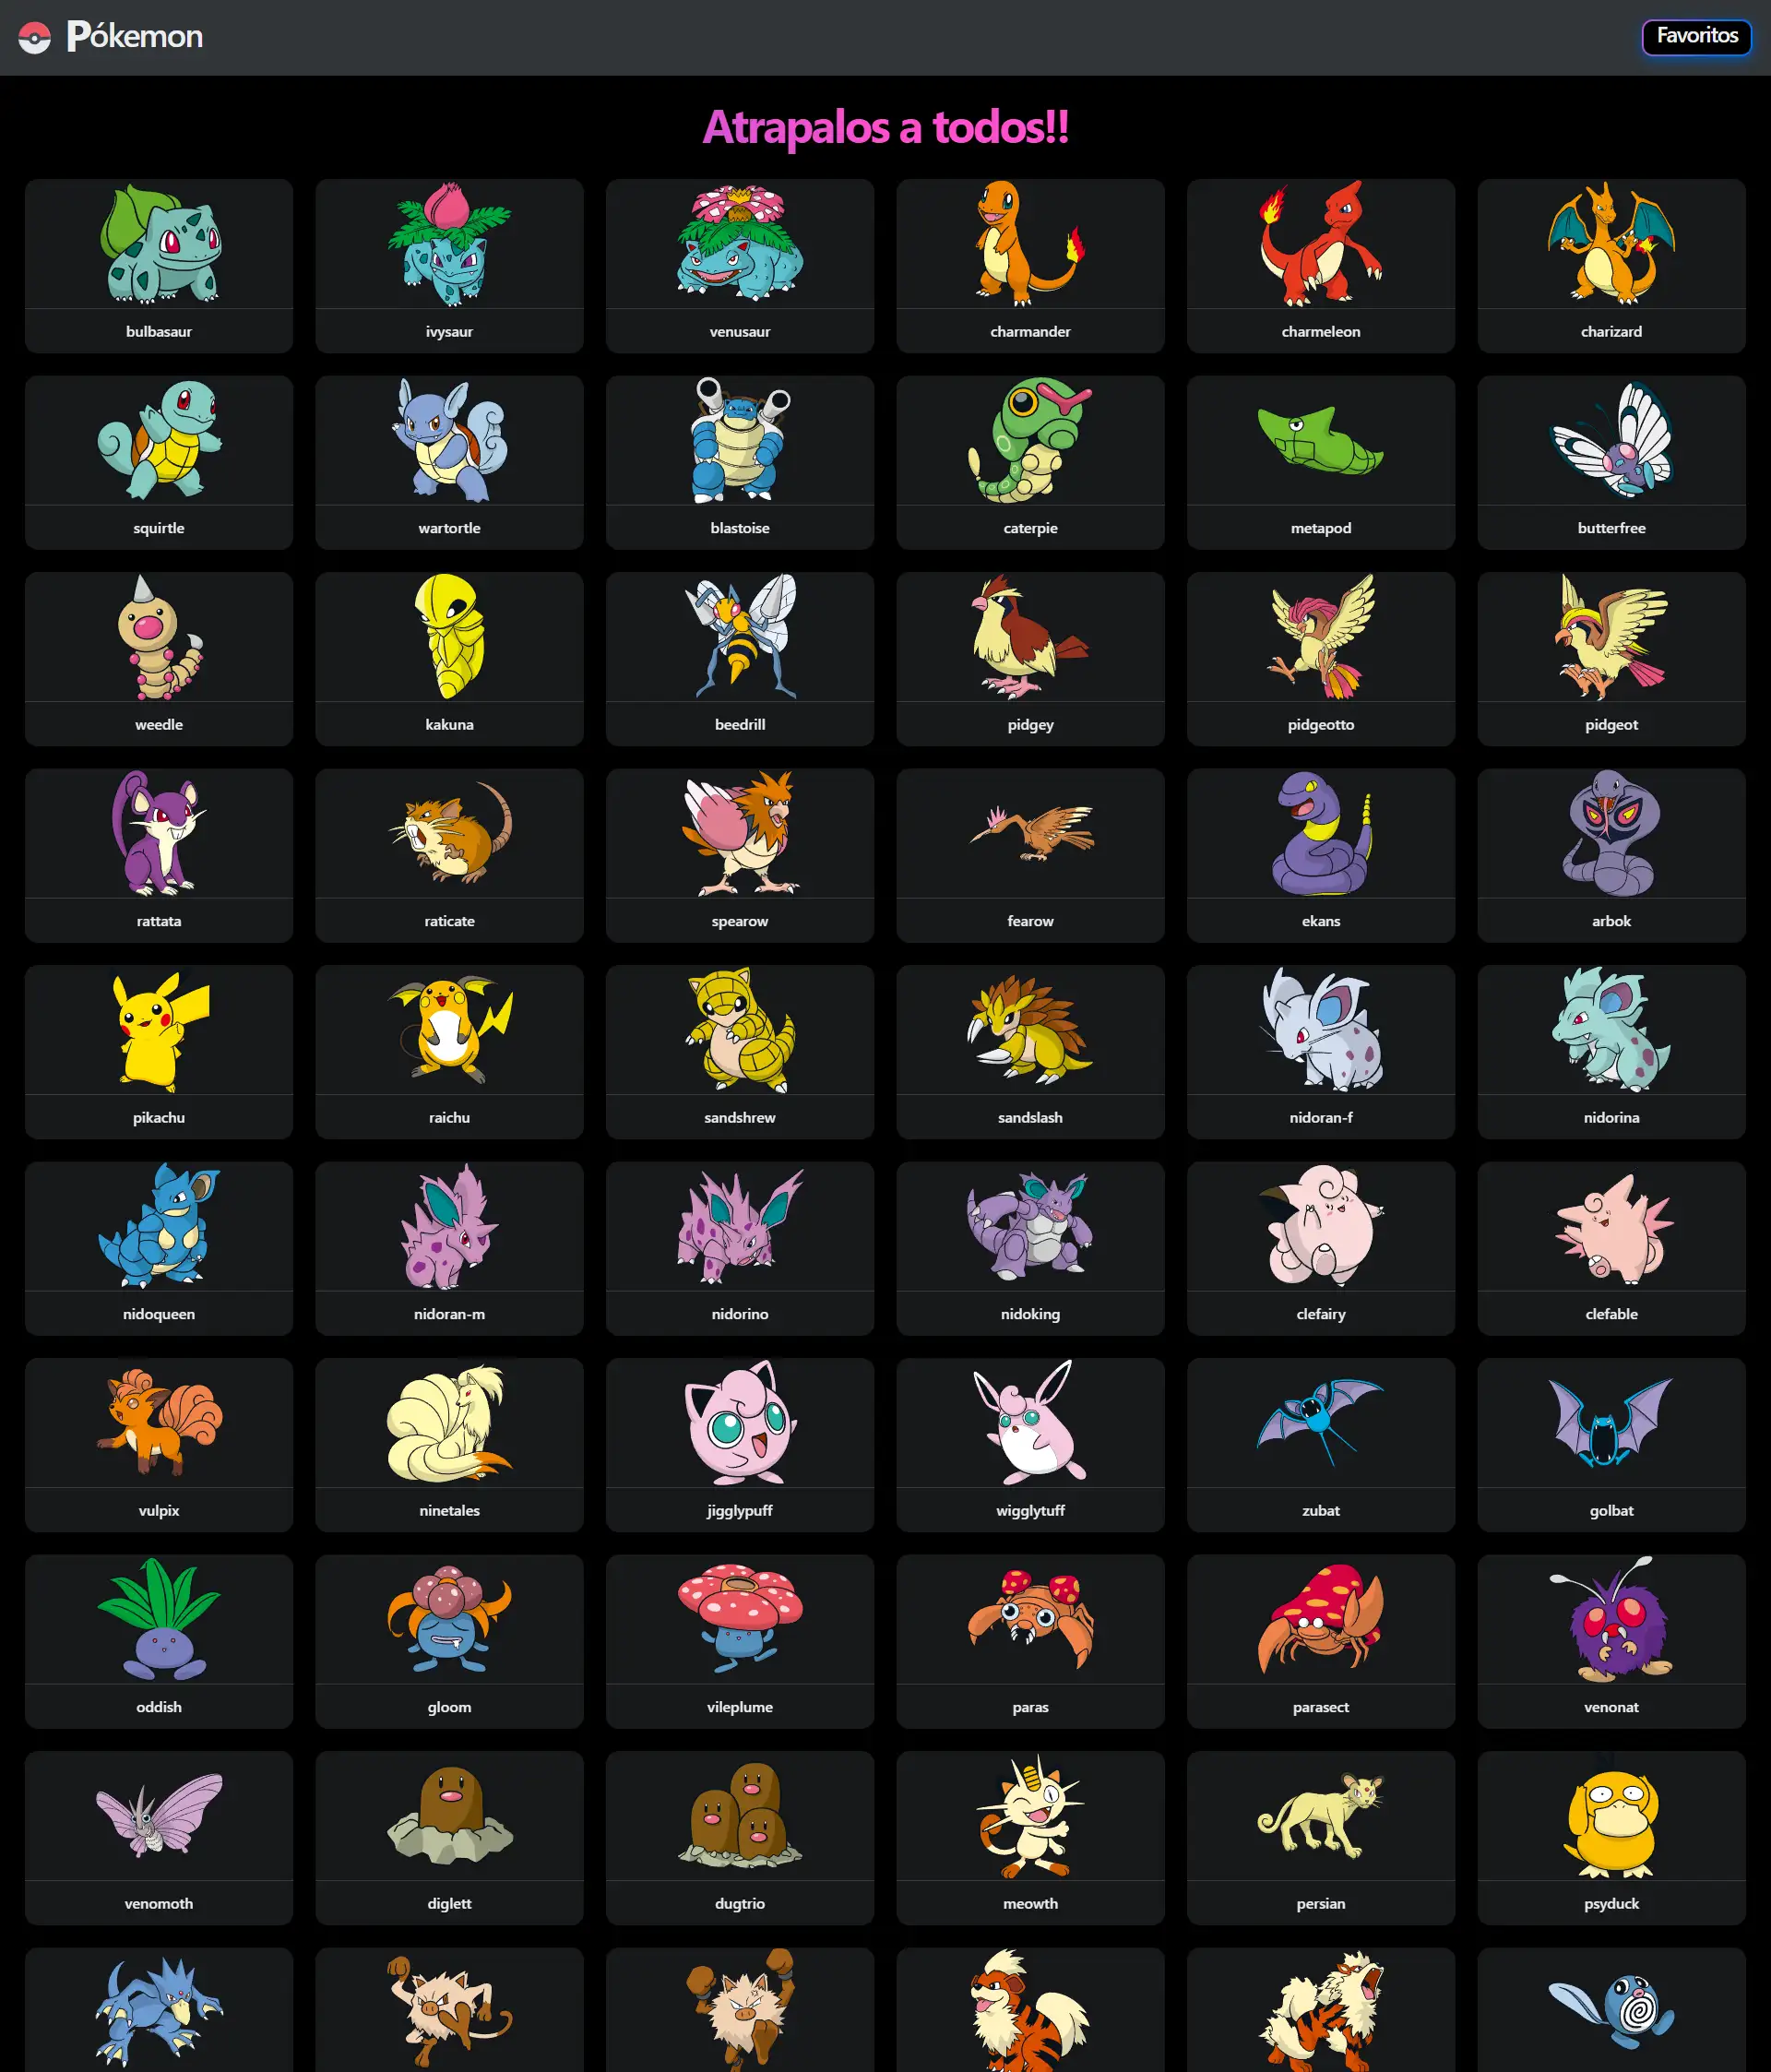 Pókemon
Favoritos
Atrapalos a todos!!
bulbasaur
ivysaur
venusaur
charmander
charmeleon
charizard
squirtle
wartortle
blastoise
caterpie
metapod
butterfree
weedle
kakuna
beedrill
pidgey
pidgeotto
pidgeot
rattata
raticate
spearow
fearow
ekans
arbok
pikachu
raichu
sandshrew
sandslash
nidoran-f
nidorina
nidoqueen
nidoran-m
nidorino
nidoking
clefairy
clefable
vulpix
ninetales
jigglypuff
wigglytuff
zubat
golbat
oddish
gloom
vileplume
paras
parasect
venonat
venomoth
diglett
dugtrio
meowth
persian
psyduck